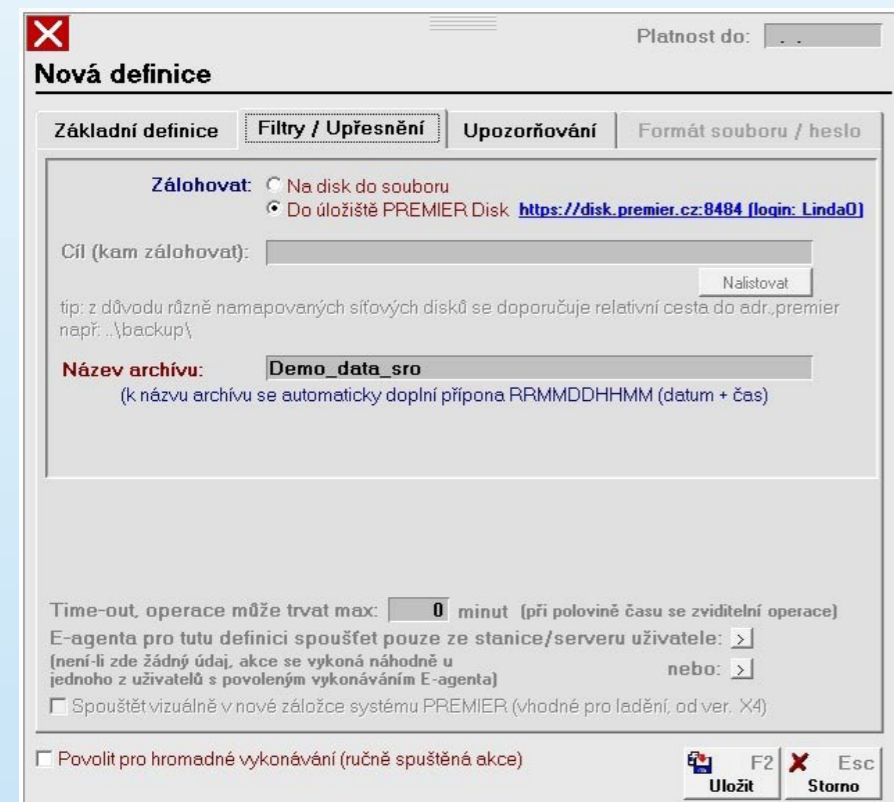 Platnost do: . .
Nová definice
Základní definice Filtry / Upřesnění Upozorňování Formát souboru / heslo
Zálohovat: Na disk do souboru
Do úložiště PREMIER Disk https://disk.premier.cz:8484 (login: Linda0)
Cíl (kam zálohovat):
Nalistovat
tip: z důvodu různě namapovaných síťových disků se doporučuje relativní cesta do adr.,premier
např: ..\backup\
Název archívu: Demo_data_sro
(k názvu archívu se automaticky doplní přípona RRMMDDHHMM (datum + čas)
Time-out, operace může trvat max: 0 minut (při polovině času se zviditelní operace)
E-agenta pro tutu definici spoušťet pouze ze stanice/serveru uživatele: >
(není-li zde žádný údaj, akce se vykoná náhodně u
jednoho z uživatelů s povoleným vykonáváním E-agenta) nebo: >
Spouštět vizuálně v nové záložce systému PREMIER (vhodné pro ladění, od ver. X4)
Povolit pro hromadné vykonávání (ručně spuštěná akce)
F2 Esc
Uložit Storno